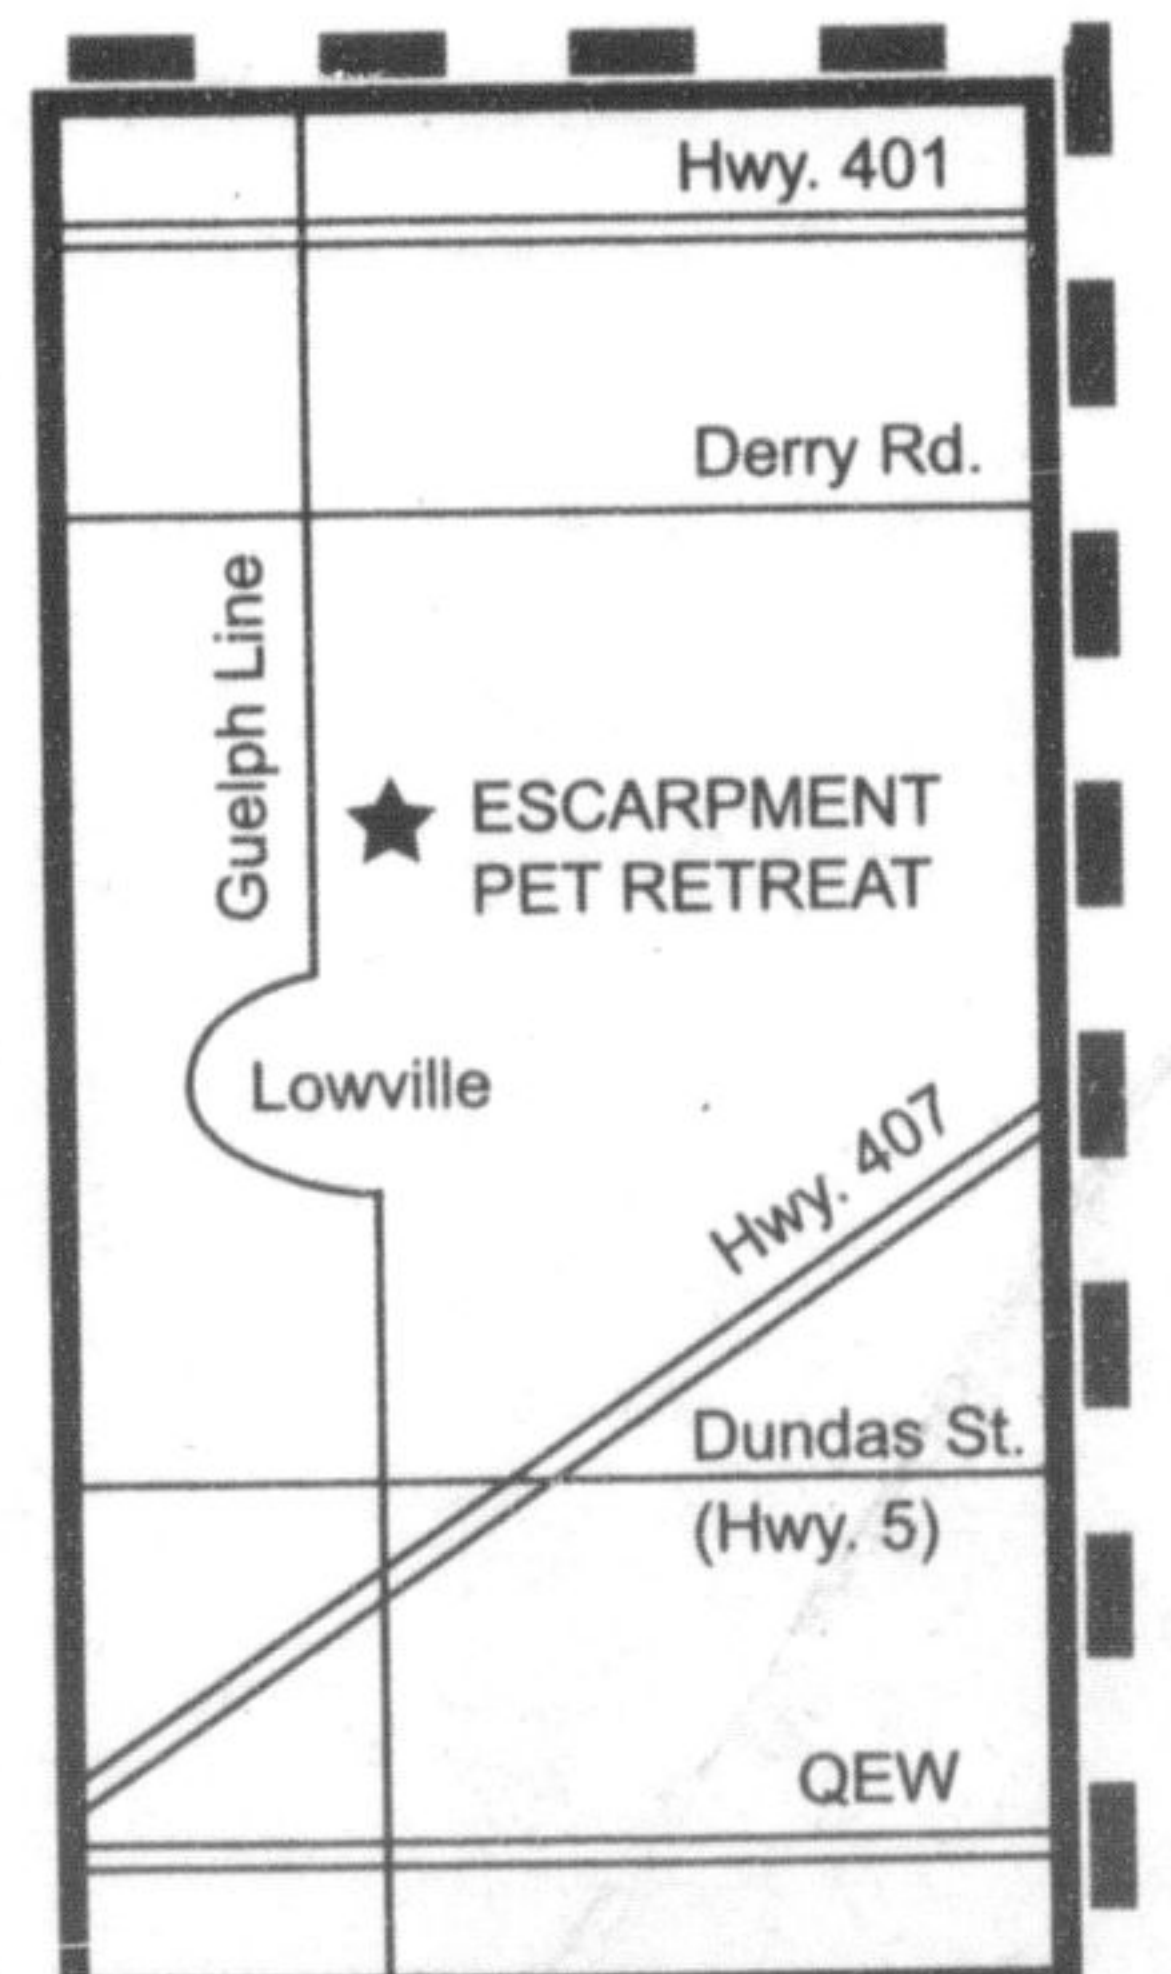 Hwy. 401
Derry Rd.
Guelph Line
ESCARPMENT
PET RETREAT
Lowville
Hwy. 407
Dundas St.
(Hwy. 5)
QEW